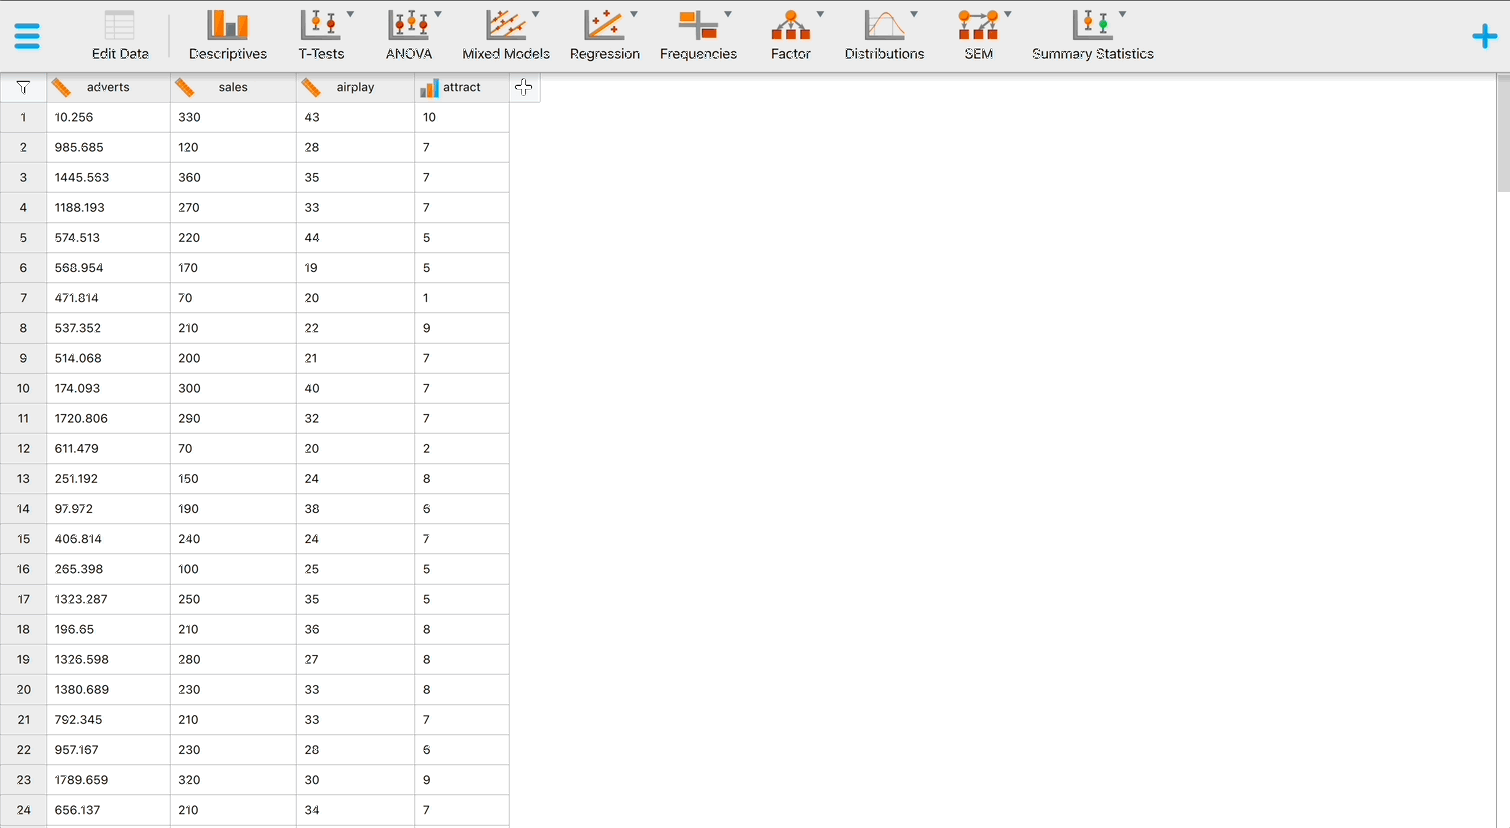 Edit Data Descriptives T-Tests ANOVA Mixed Models Regression Frequencies Factor Distributions SEM Summary Statistics
adverts sales airplay attract
1 10.256 330 43 10
2 985.685 120 28 7
3 1445.563 360 35 7
4 1188.193 270 33 7
5 574.513 220 44 5
6 568.954 170 19 5
7 471.814 70 20 1
8 537.352 210 22 9
9 514.068 200 21 7
10 174.093 300 40 7
11 1720.806 290 32 7
12 611.479 70 20 2
13 251.192 150 24 8
14 97.972 190 38 6
15 406.814 240 24 7
16 265.398 100 25 5
17 1323.287 250 35 5
18 196.65 210 36 8
19 1326.598 280 27 8
20 1380.689 230 33 8
21 792.345 210 33 7
22 957.167 230 28 6
23 1789.659 320 30 9
24 656.137 210 34 7